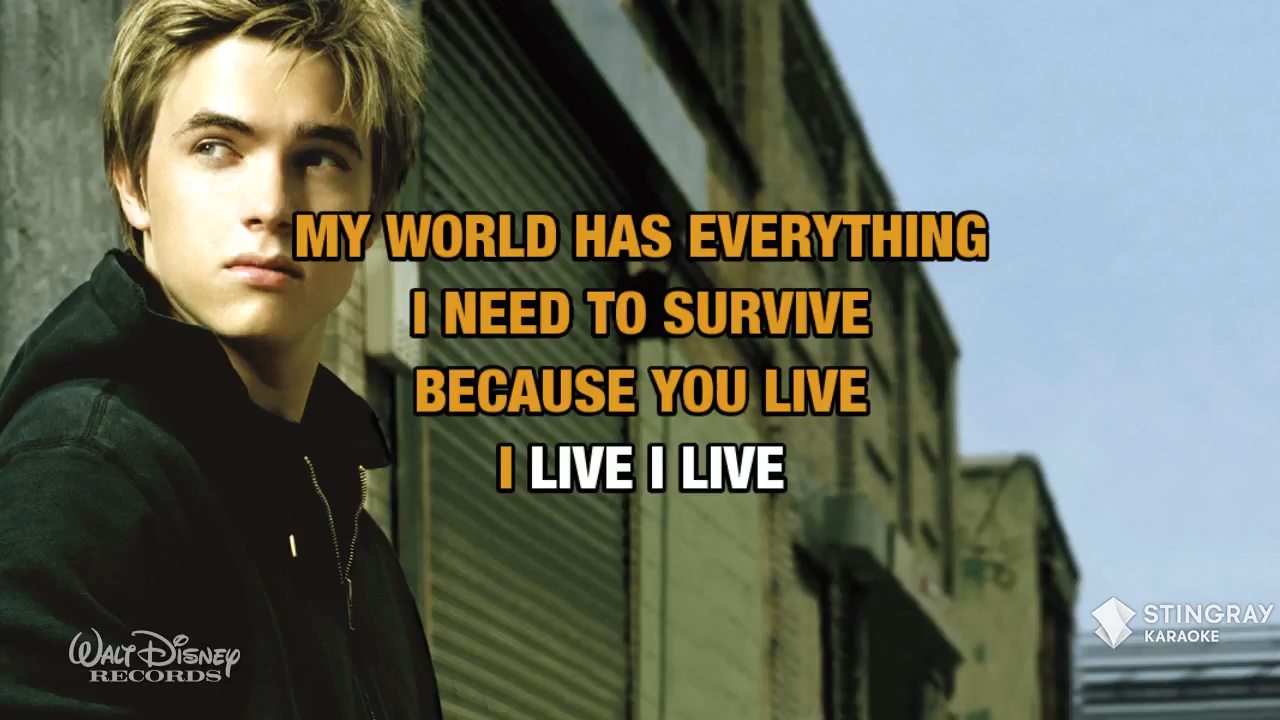 MY WORLD HAS EVERYTHING
I NEED TO SURVIVE
BECAUSE YOU LIVE
I LIVE I LIVE
STINGRAY
KARAOKE
WALT DISNEY
RECORDS